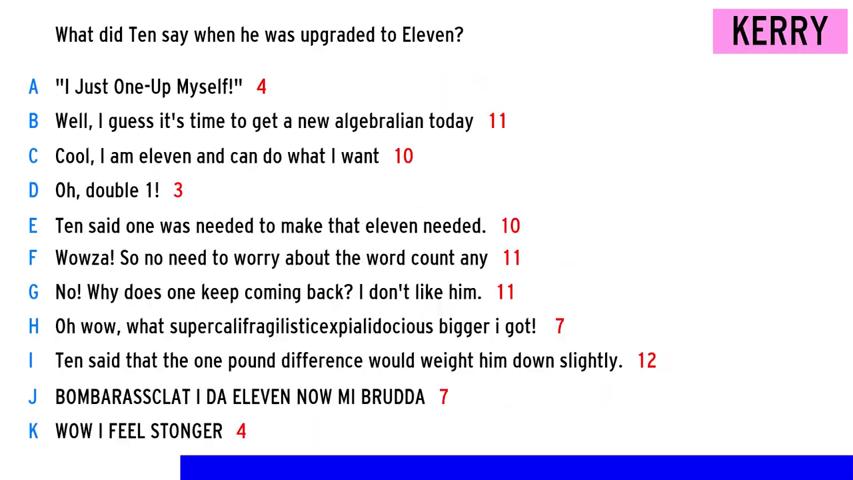 What did Ten say when he was upgraded to Eleven?
KERRY
A "I Just One-Up Myself!" 4
B Well, I guess it's time to get a new algebralian today 11
C Cool, I am eleven and can do what I want 10
D Oh, double 1! 3
E Ten said one was needed to make that eleven needed. 10
F Wowza! So no need to worry about the word count any 11
G No! Why does one keep coming back? I don't like him. 11
H Oh wow, what supercalifragilisticexpialidocious bigger i got! 7
I Ten said that the one pound difference would weight him down slightly. 12
J BOMBARASSCLAT I DA ELEVEN NOW MI BRUDDA 7
K WOW I FEEL STONGER 4